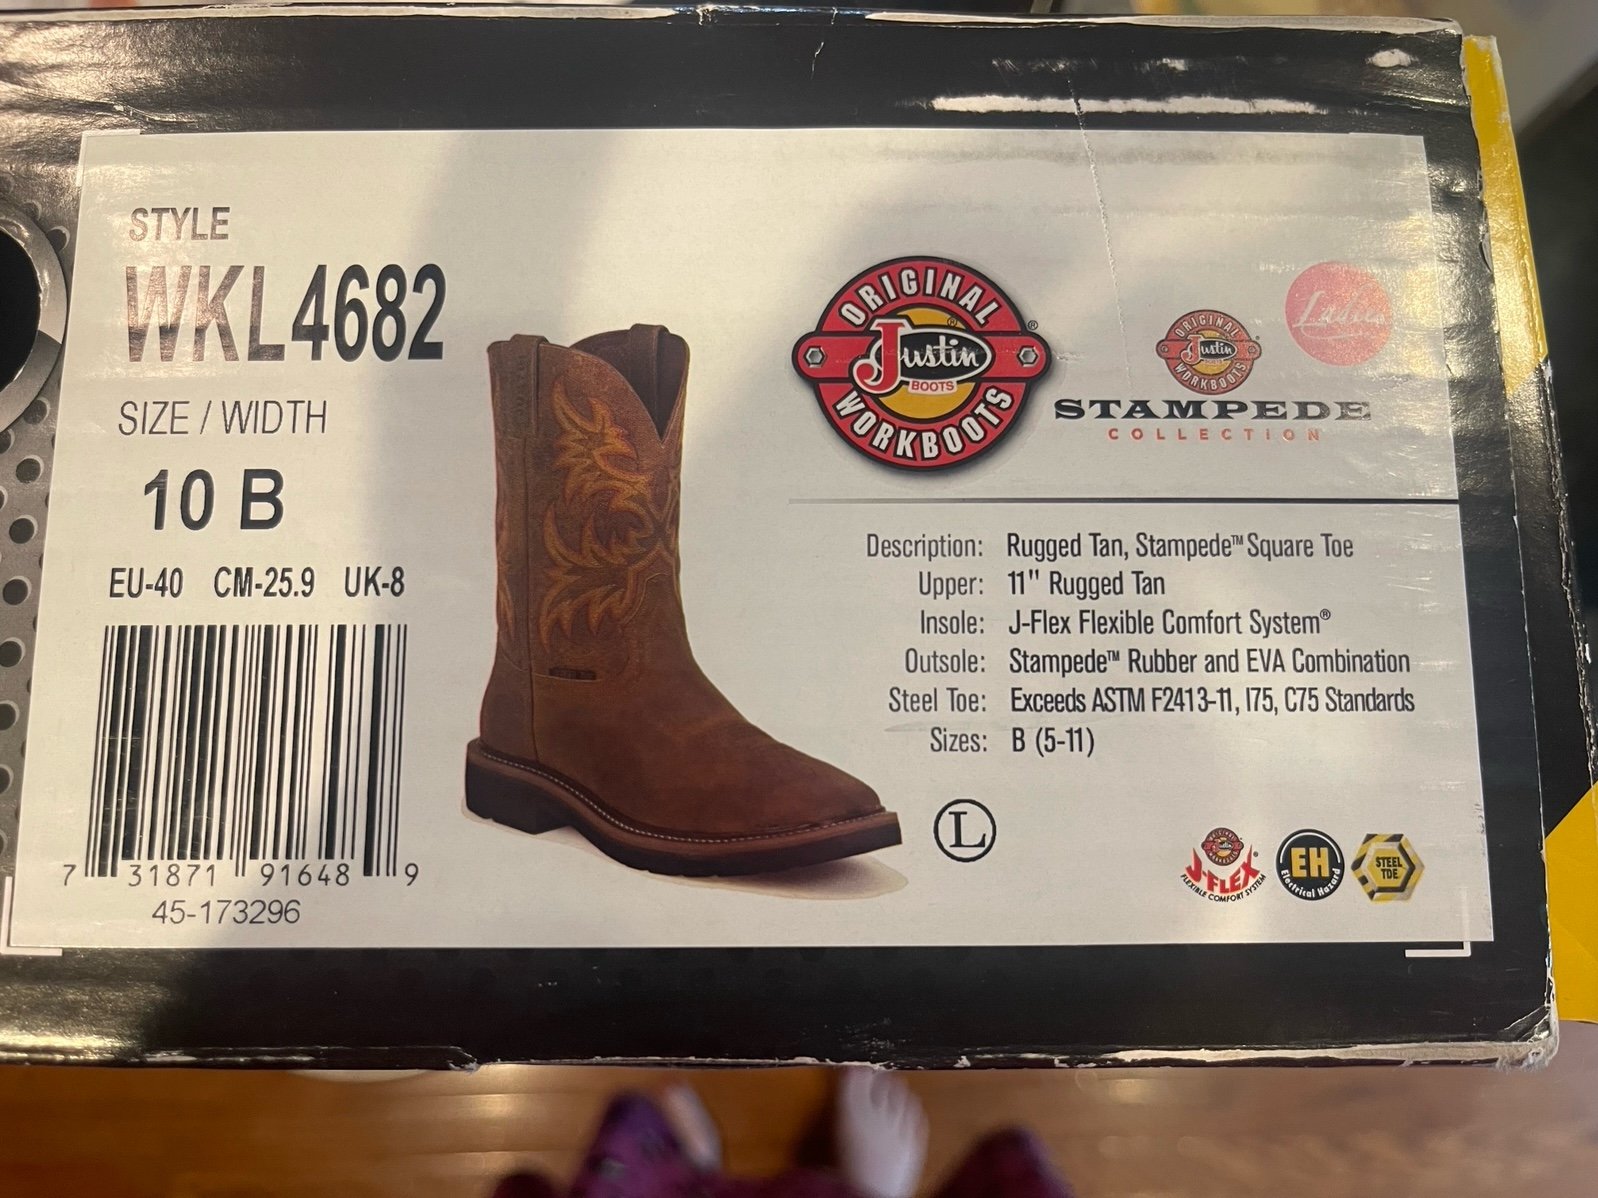 STYLE
WKL4682
SIZE / WIDTH
10 B
EU-40 CM-25.9 UK-8
7 31871 91648 9
45-173296
ORIGINAL
Justin
BOOTS
WORKBOOTS
®
ORIGINAL
Justin
WORKBOOTS
Ladies
STAMPEDE
COLLECTION
Description: Rugged Tan, Stampede™ Square Toe
Upper: 11" Rugged Tan
Insole: J-Flex Flexible Comfort System®
Outsole: Stampede™ Rubber and EVA Combination
Steel Toe: Exceeds ASTM F2413-11, I75, C75 Standards
Sizes: B (5-11)
L
J-FLEX
FLEXIBLE COMFORT SYSTEM
EH
Electrical Hazard
STEEL
TOE